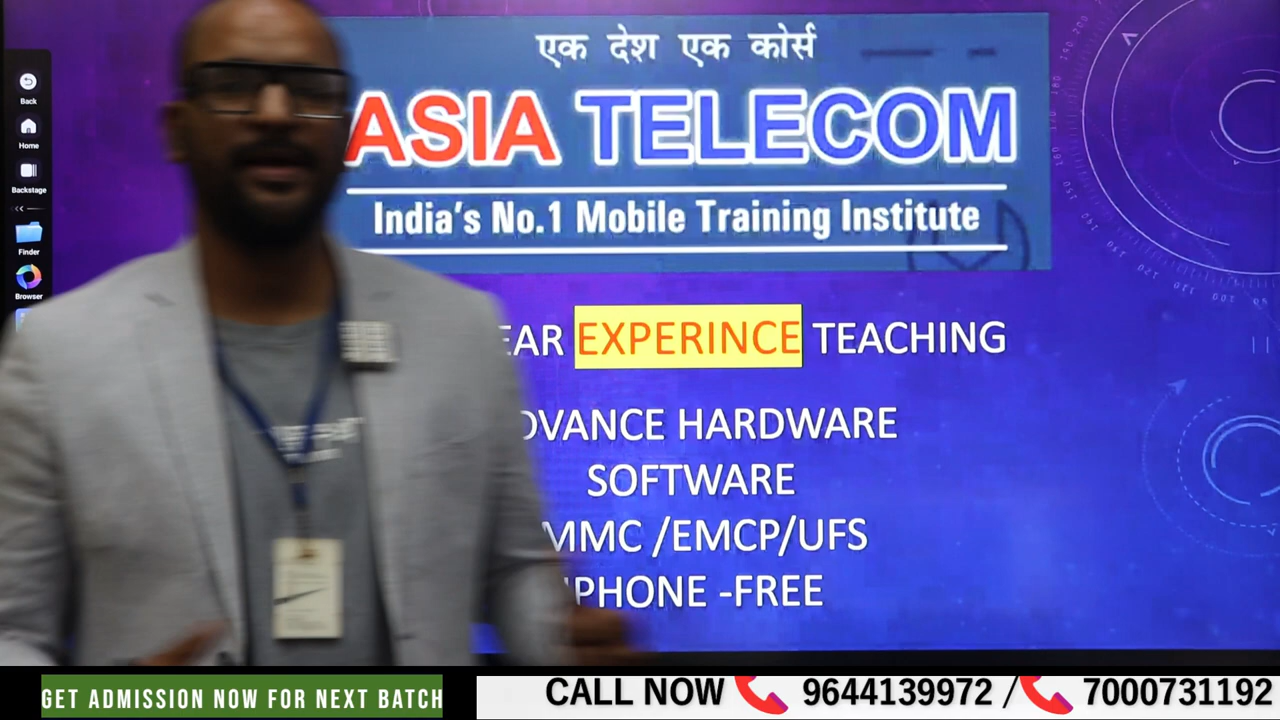 एक देश एक कोर्स
ASIA TELECOM
India's No.1 Mobile Training Institute
EAR EXPERINCE TEACHING
DVANCE HARDWARE
SOFTWARE
MMC /EMCP/UFS
PHONE -FREE
Back
Home
Backstage
Finder
Browser
GET ADMISSION NOW FOR NEXT BATCH
CALL NOW 9644139972 / 7000731192